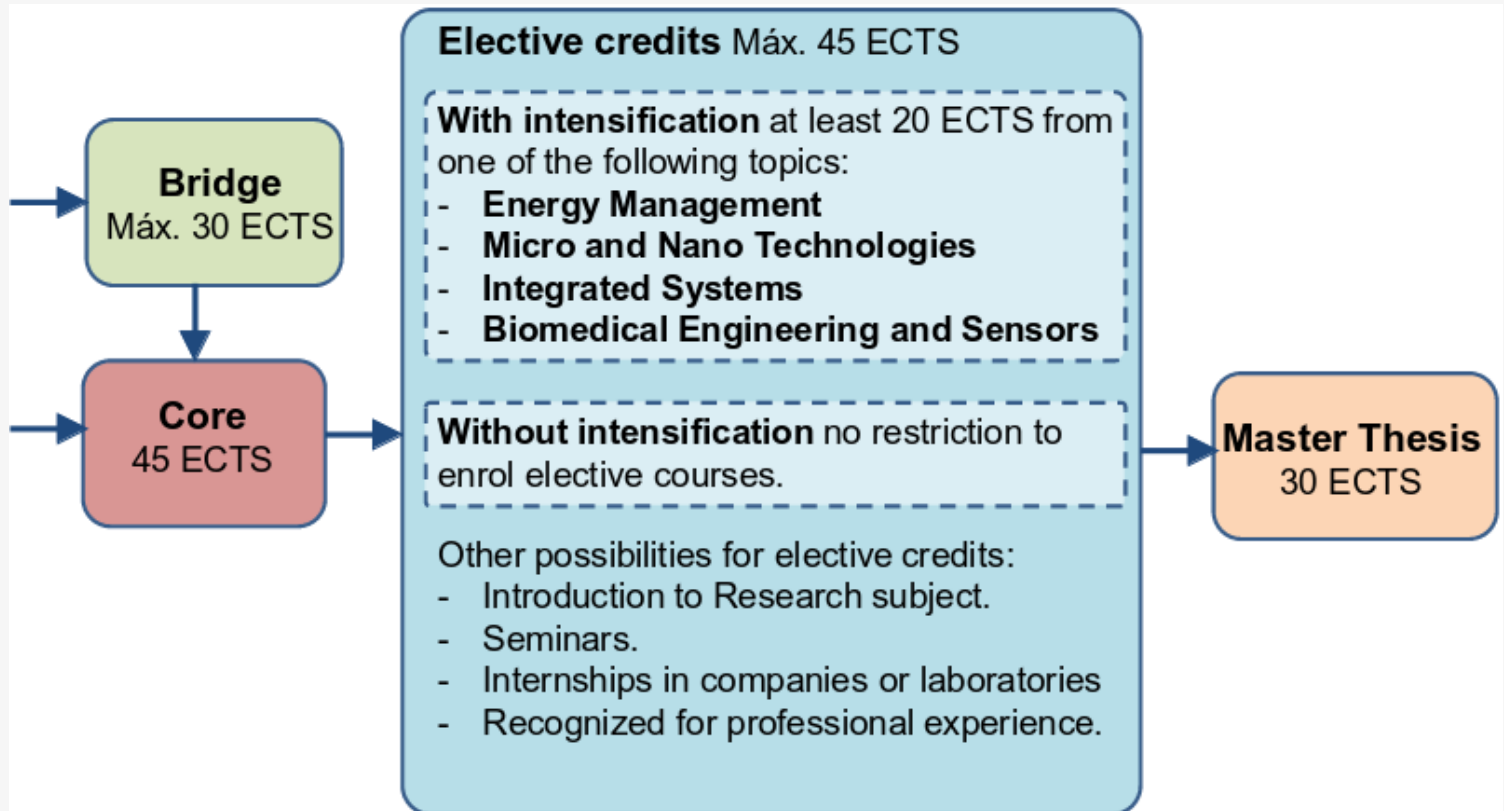 Elective credits Máx. 45 ECTS
With intensification at least 20 ECTS from
one of the following topics:
- Energy Management
- Micro and Nano Technologies
- Integrated Systems
- Biomedical Engineering and Sensors
Bridge
Máx. 30 ECTS
Core
45 ECTS
Without intensification no restriction to
enrol elective courses.
Other possibilities for elective credits:
- Introduction to Research subject.
- Seminars.
- Internships in companies or laboratories
- Recognized for professional experience.
Master Thesis
30 ECTS